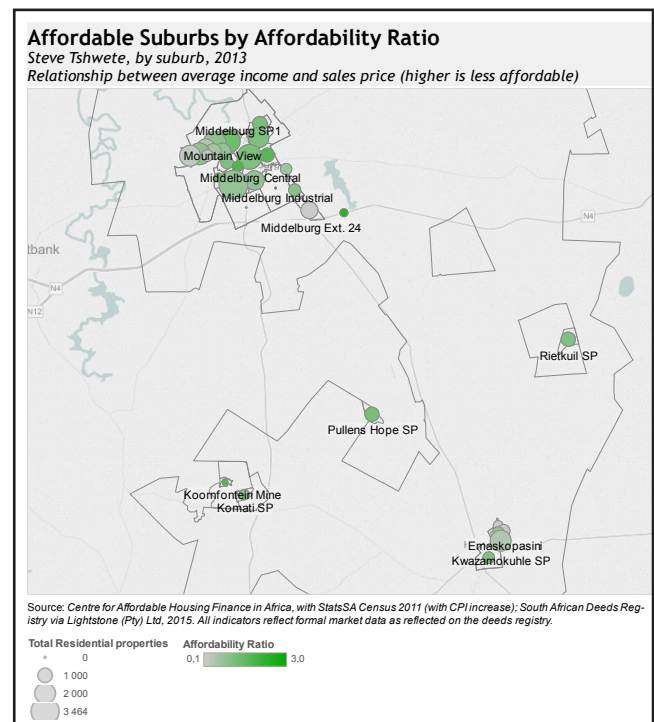 Affordable Suburbs by Affordability Ratio
Steve Tshwete, by suburb, 2013
Relationship between average income and sales price (higher is less affordable)
Middelburg SP1
Mountain View
Middelburg Central
Middelburg Industrial
Middelburg Ext. 24
N4
tbank
N4
N12
Rietkuil SP
Pullens Hope SP
Koornfontein Mine
Komati SP
Emaskopasini
Kwazamokuhle SP
Source: Centre for Affordable Housing Finance in Africa, with StatsSA Census 2011 (with CPI increase); South African Deeds Reg-
istry via Lightstone (Pty) Ltd, 2015. All indicators reflect formal market data as reflected on the deeds registry.
Total Residential properties
0
1 000
2 000
3 464
Affordability Ratio
0,1
3,0